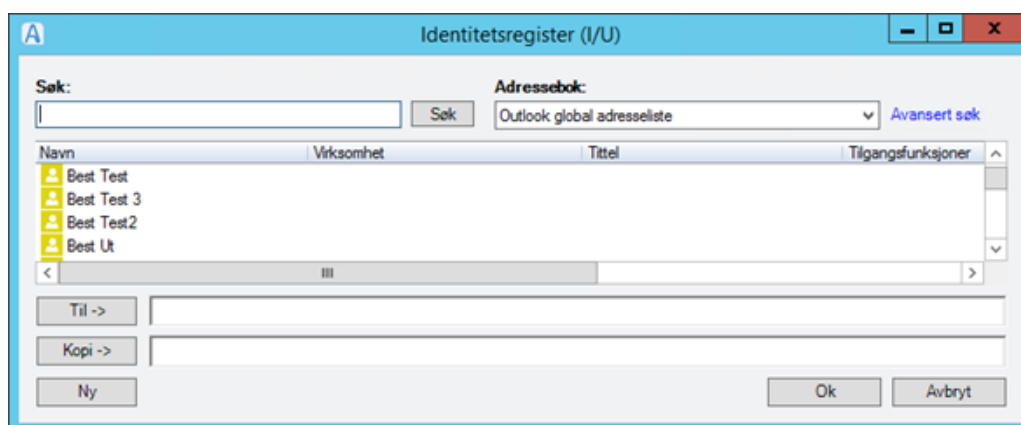 A Identitetsregister (I/U)
Søk: Adressebok:
Søk Outlook global adresseliste Avansert søk
Navn Virksomhet Tittel Tilgangsfunksjoner
Best Test
Best Test 3
Best Test2
Best Ut
Til ->
Kopi ->
Ny Ok Avbryt